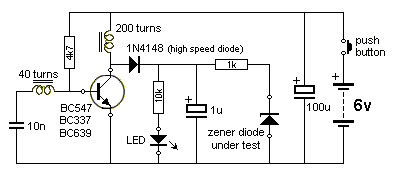 200 turns
1N4148 (high speed diode)
push
button
4k7
40 turns
1k
+
10k
BC547
BC337
BC639
+
1u
+
100u
+
6v
10n
LED
zener diode
under test